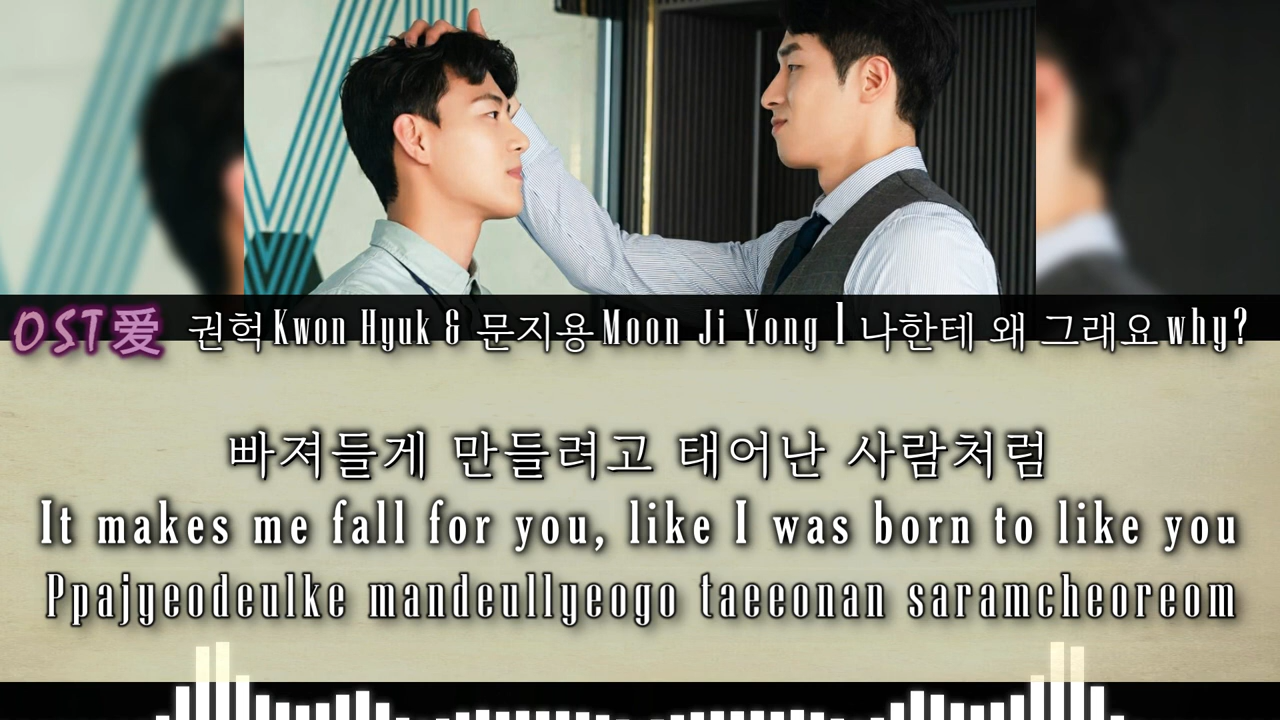 OST爱 권혁 Kwon Hyuk & 문지용 Moon Ji Yong I 나한테 왜 그래요 why?
빠져들게 만들려고 태어난 사람처럼
It makes me fall for you, like I was born to like you
Ppajyeodeulke mandeullyeogo taeeonan saramcheoreom